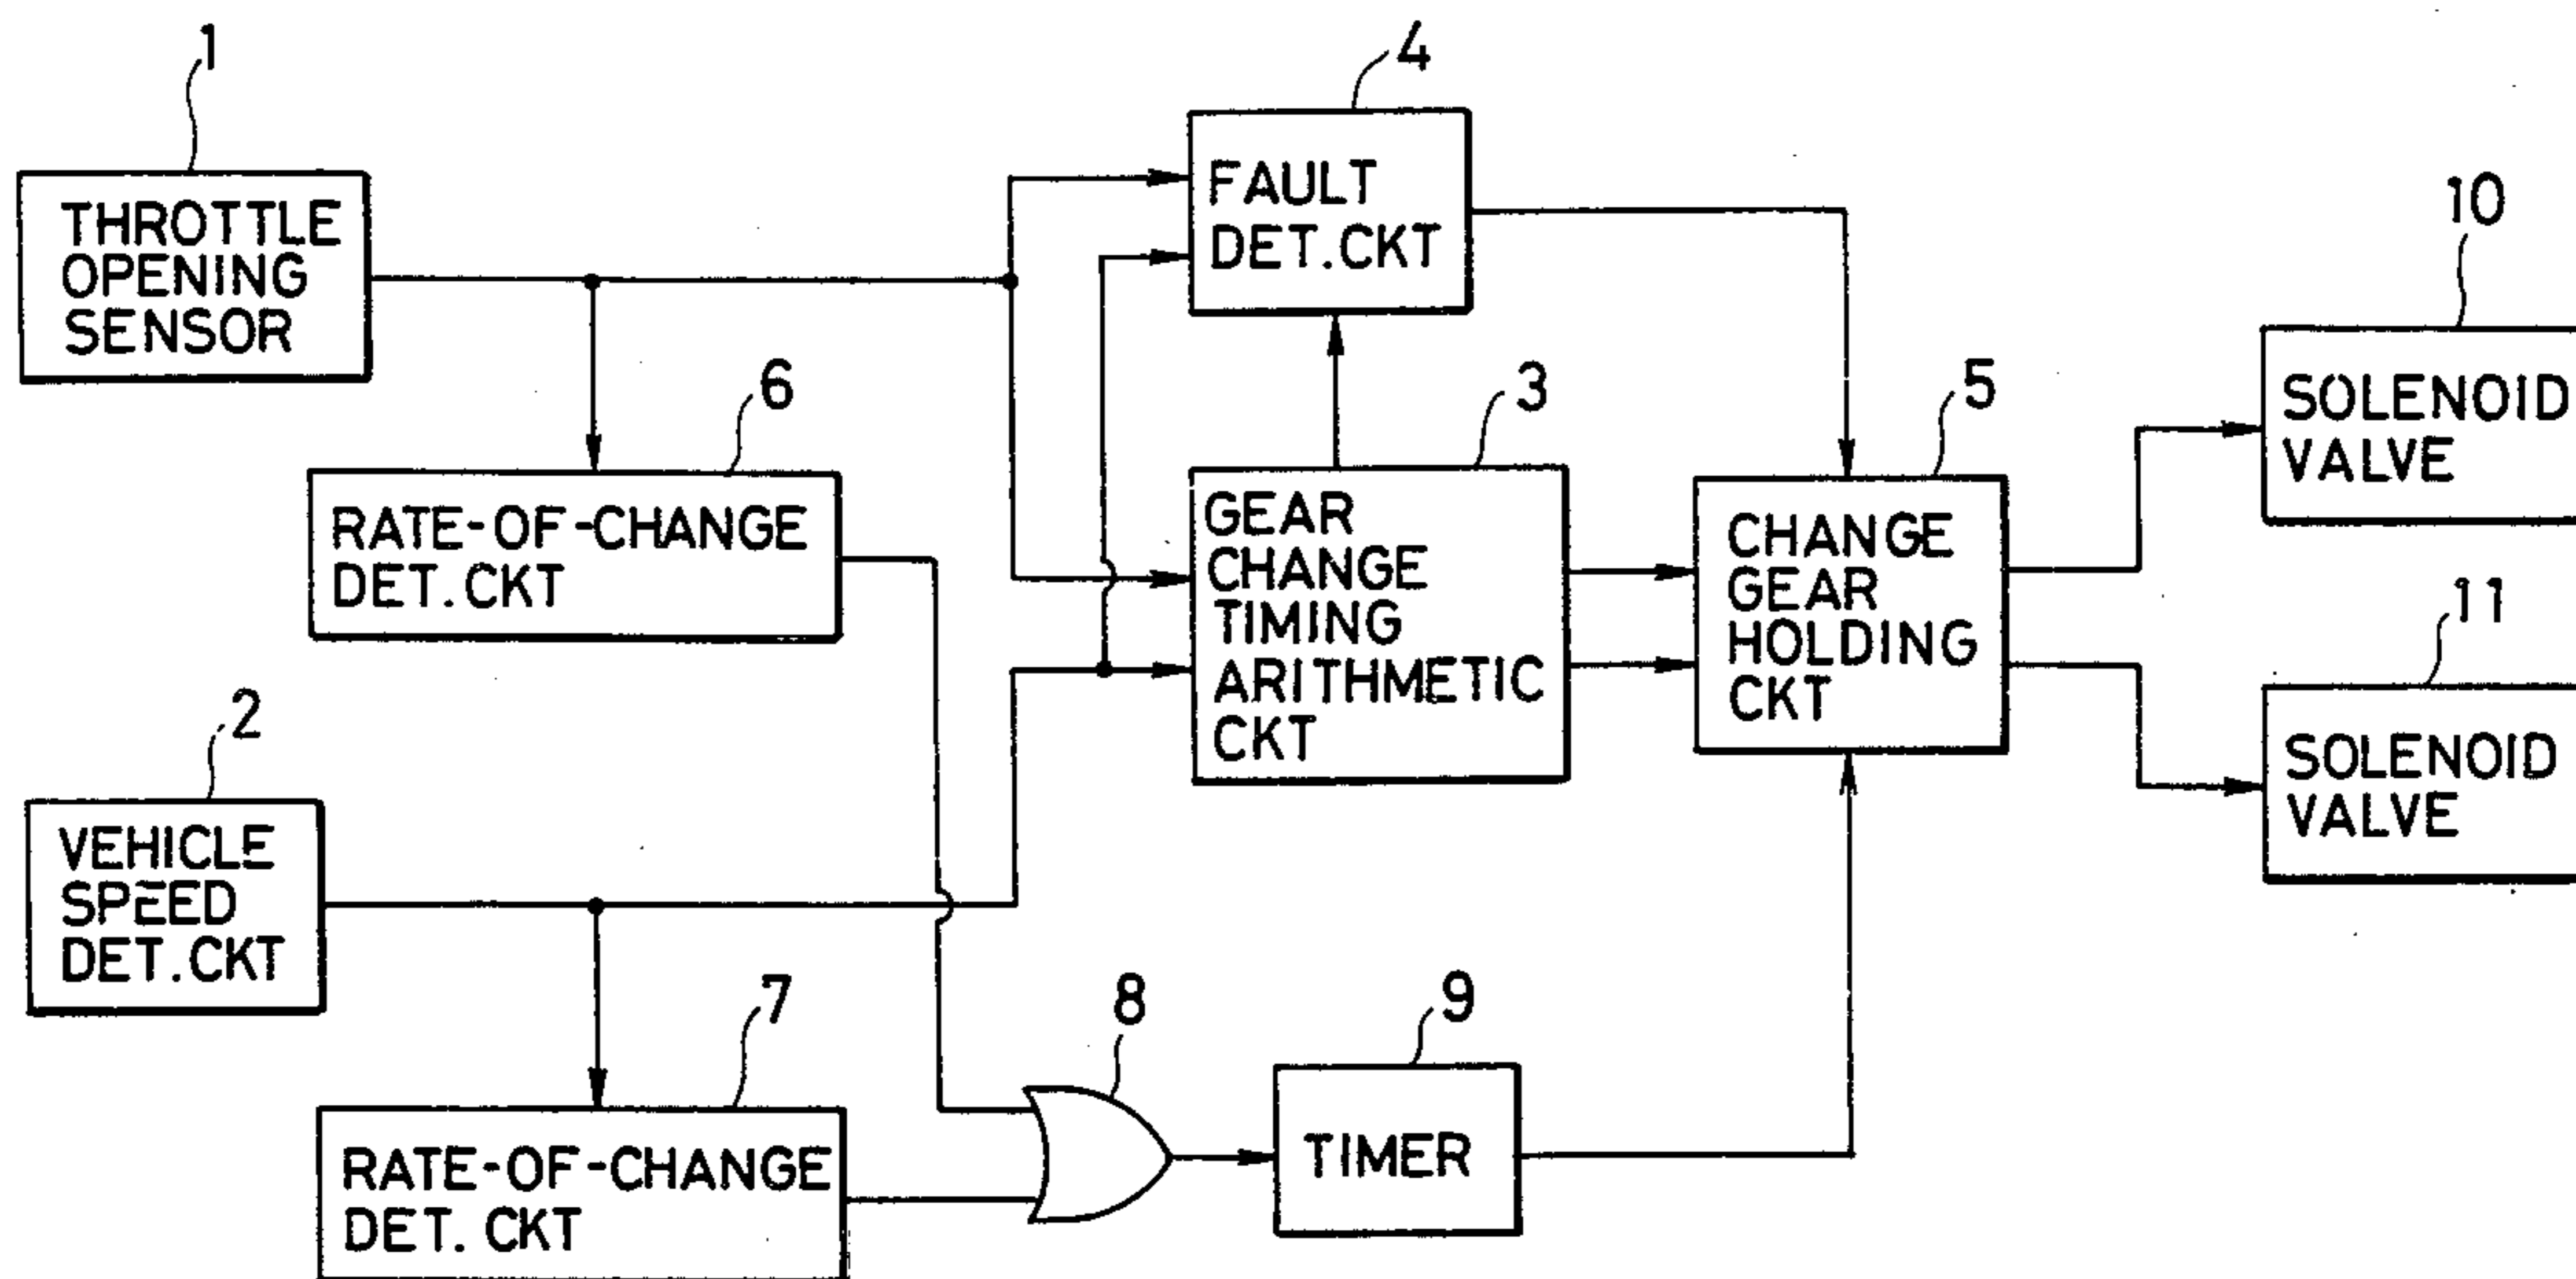 1
THROTTLE
OPENING
SENSOR
4
FAULT
DET.CKT
10
SOLENOID
VALVE
6
RATE-OF-CHANGE
DET.CKT
3
GEAR
CHANGE
TIMING
ARITHMETIC
CKT
5
CHANGE
GEAR
HOLDING
CKT
11
SOLENOID
VALVE
2
VEHICLE
SPEED
DET.CKT
7
RATE-OF-CHANGE
DET. CKT
8
9
TIMER